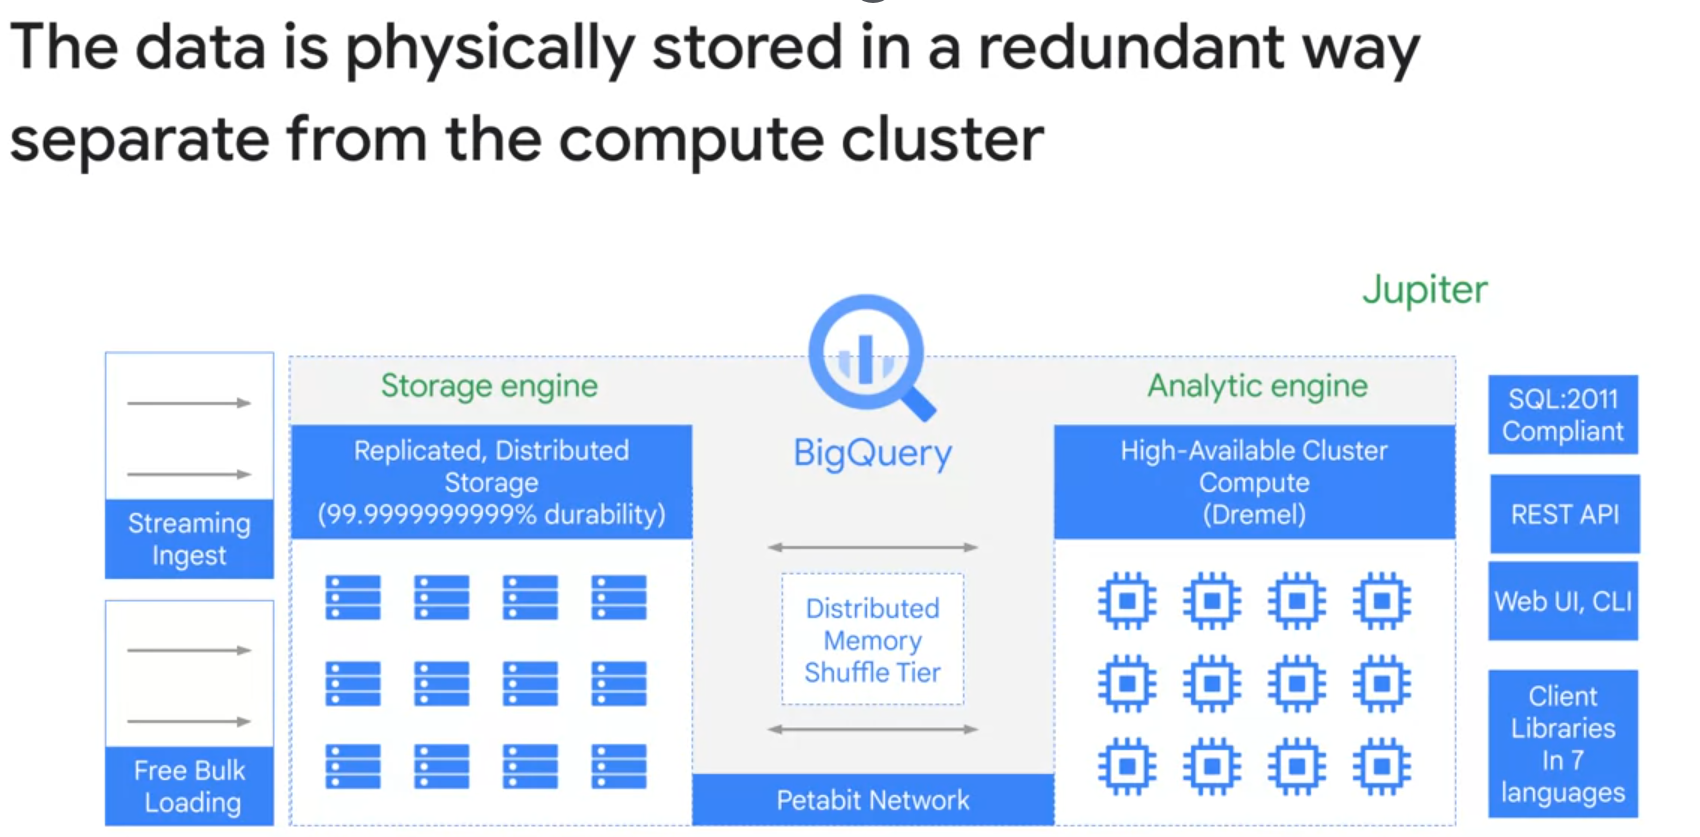 The data is physically stored in a redundant way
separate from the compute cluster
Jupiter
Streaming
Ingest
Free Bulk
Loading
Storage engine
Replicated, Distributed
Storage
(99.9999999999% durability)
BigQuery
Distributed
Memory
Shuffle Tier
Petabit Network
Analytic engine
High-Available Cluster
Compute
(Dremel)
SQL:2011
Compliant
REST API
Web UI, CLI
Client
Libraries
In 7
languages